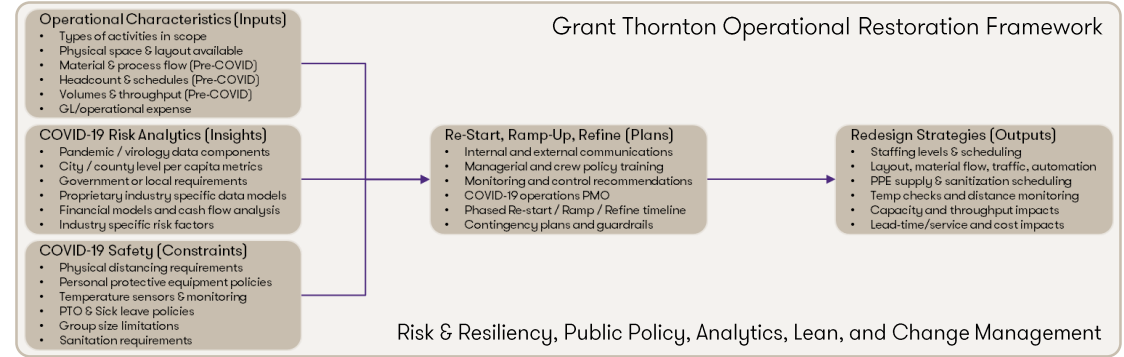 Grant Thornton Operational Restoration Framework
Operational Characteristics (Inputs)
• Types of activities in scope
• Physical space & layout available
• Material & process flow (Pre-COVID)
• Headcount & schedules (Pre-COVID)
• Volumes & throughput (Pre-COVID)
• GL/operational expense
COVID-19 Risk Analytics (Insights)
• Pandemic / virology data components
• City / county level per capita metrics
• Government or local requirements
• Proprietary industry specific data models
• Financial models and cash flow analysis
• Industry specific risk factors
COVID-19 Safety (Constraints)
• Physical distancing requirements
• Personal protective equipment policies
• Temperature sensors & monitoring
• PTO & Sick leave policies
• Group size limitations
• Sanitation requirements
Re-Start, Ramp-Up, Refine (Plans)
• Internal and external communications
• Managerial and crew policy training
• Monitoring and control recommendations
• COVID-19 operations PMO
• Phased Re-start / Ramp / Refine timeline
• Contingency plans and guardrails
Redesign Strategies (Outputs)
• Staffing levels & scheduling
• Layout, material flow, traffic, automation
• PPE supply & sanitization scheduling
• Temp checks and distance monitoring
• Capacity and throughput impacts
• Lead-time/service and cost impacts
Risk & Resiliency, Public Policy, Analytics, Lean, and Change Management